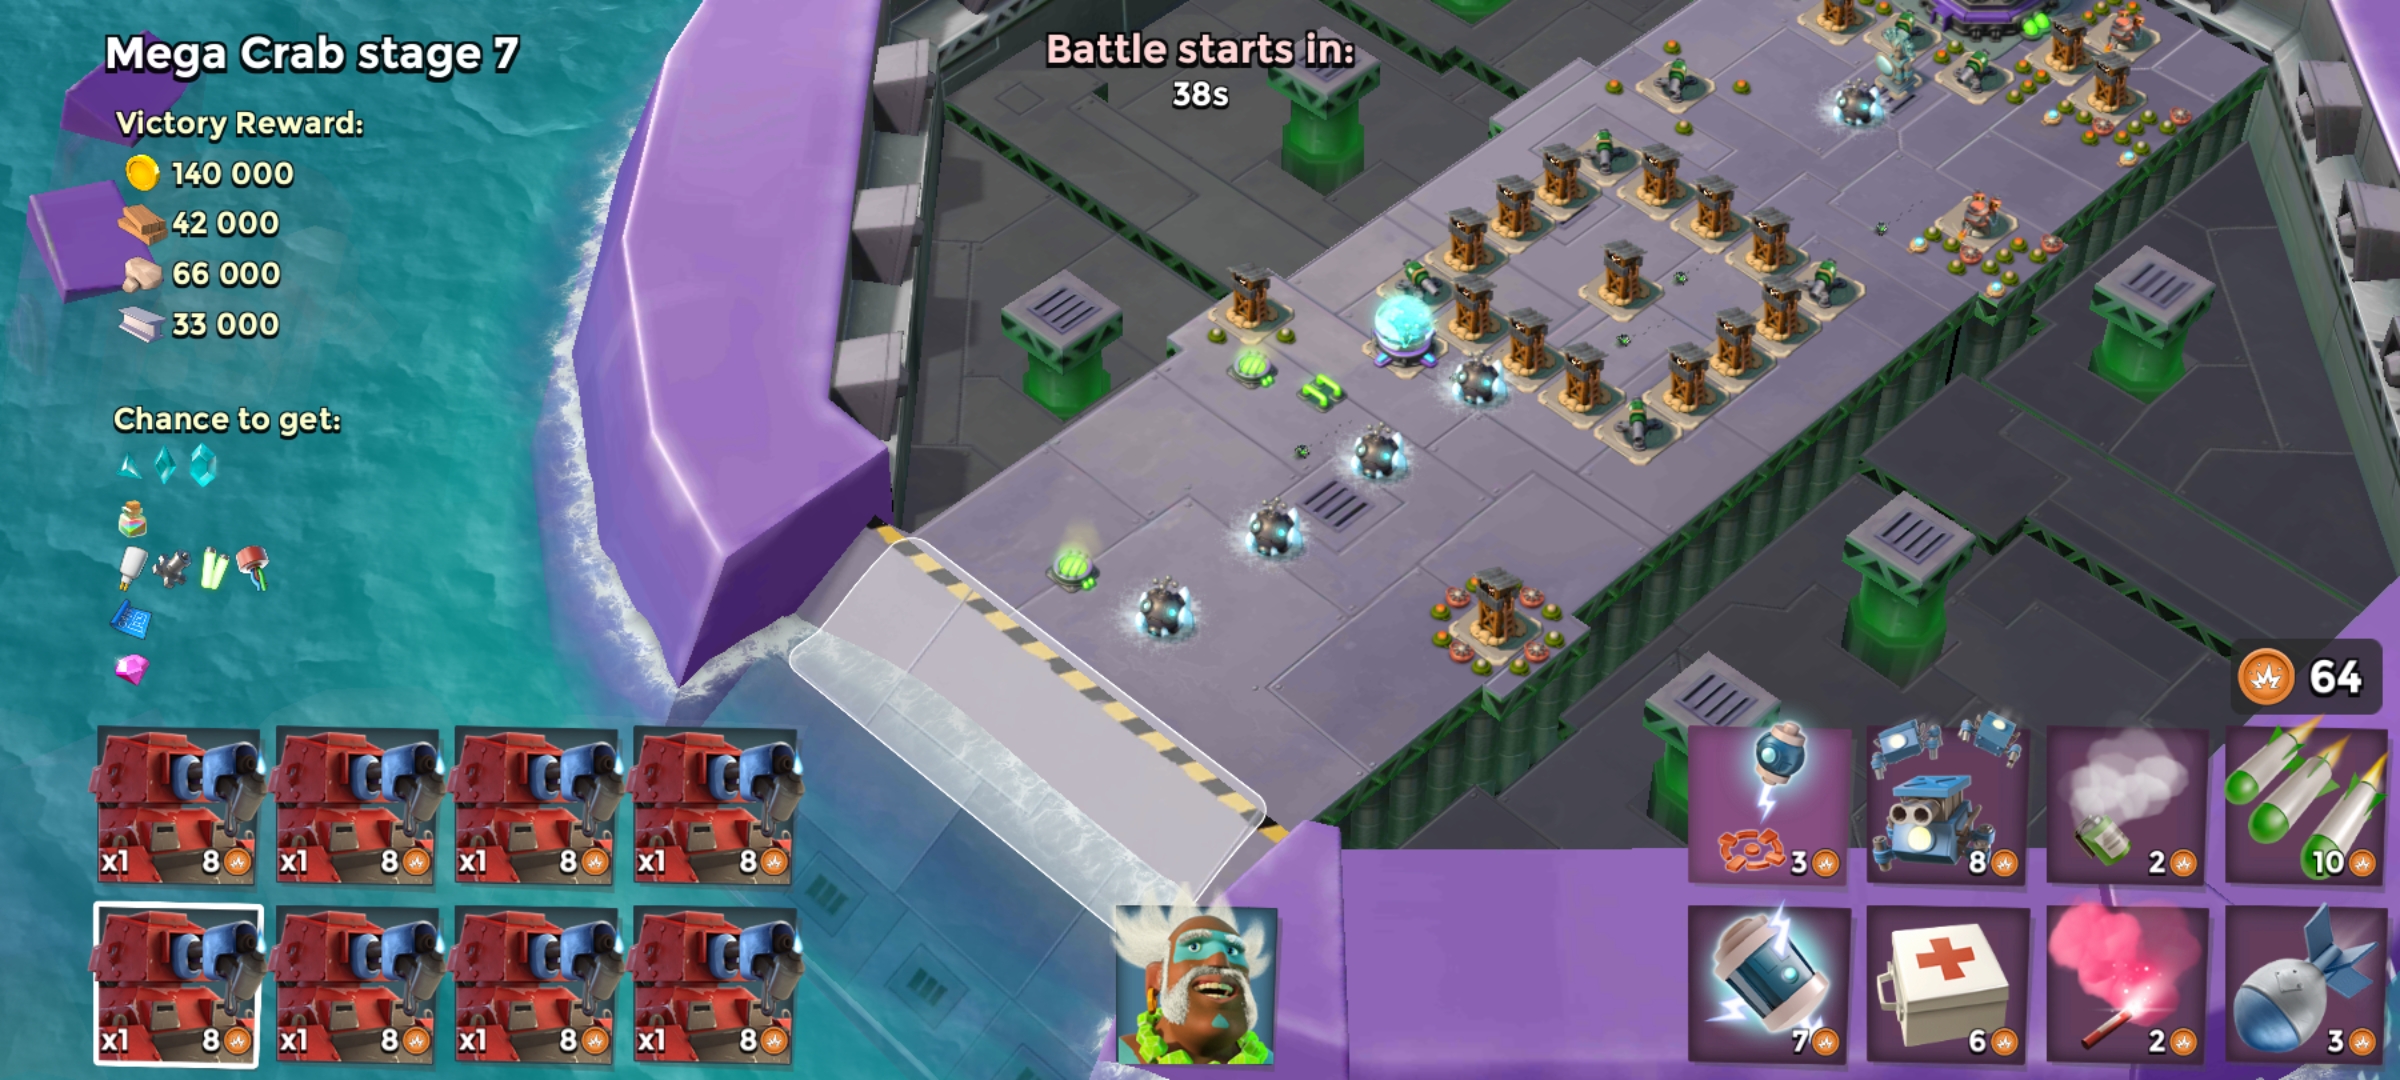 Mega Crab stage 7
Victory Reward:
140 000
42 000
66 000
33 000
Chance to get:
Battle starts in:
38s
64
x1 8
x1 8
x1 8
x1 8
3
8
2
10
x1 8
x1 8
x1 8
x1 8
7
6
2
3